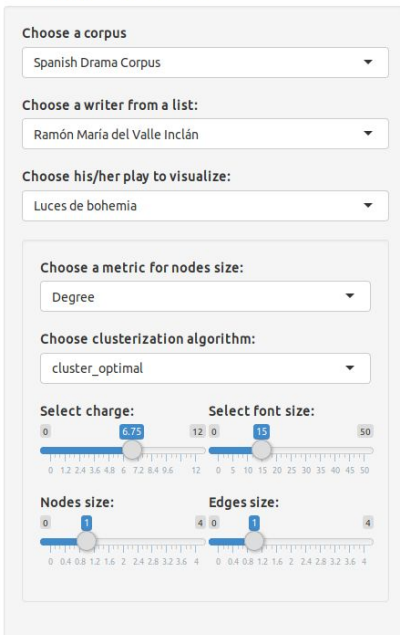 Choose a corpus
Spanish Drama Corpus
Choose a writer from a list:
Ramón María del Valle Inclán
Choose his/her play to visualize:
Luces de bohemia
Choose a metric for nodes size:
Degree
Choose clusterization algorithm:
cluster_optimal
Select charge: Select font size:
0 6.75 12 0 15 50
0 1.2 2.4 3.6 4.8 6 7.2 8.4 9.6 12 0 5 10 15 20 25 30 35 40 45 50
Nodes size: Edges size:
0 1 4 0 1 4
0 0.4 0.8 1.2 1.6 2 2.4 2.8 3.2 3.6 4 0 0.4 0.8 1.2 1.6 2 2.4 2.8 3.2 3.6 4